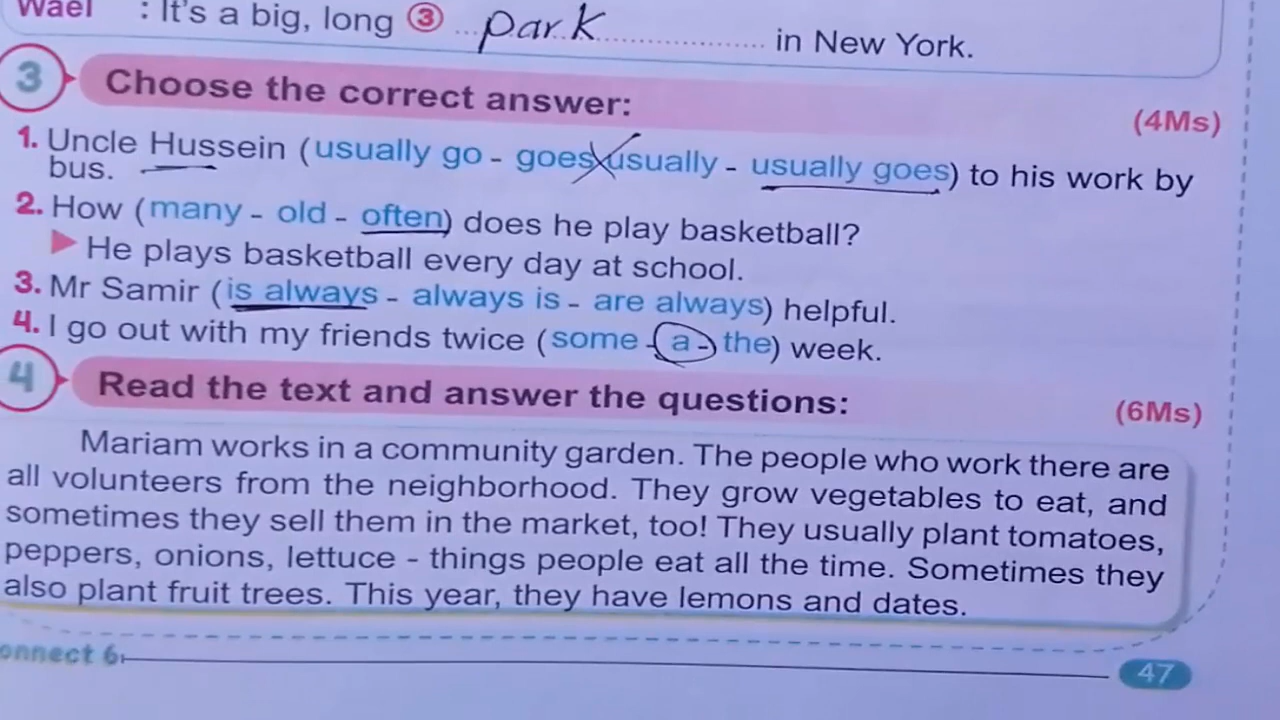 Wael : It's a big, long ③ park in New York.
3 Choose the correct answer: (4Ms)
1. Uncle Hussein (usually go - goes usually - usually goes) to his work by
bus.
2. How (many - old - often) does he play basketball?
▶ He plays basketball every day at school.
3. Mr Samir (is always - always is - are always) helpful.
4. I go out with my friends twice (some - a - the) week.
4 Read the text and answer the questions: (6Ms)
Mariam works in a community garden. The people who work there are
all volunteers from the neighborhood. They grow vegetables to eat, and
sometimes they sell them in the market, too! They usually plant tomatoes,
peppers, onions, lettuce - things people eat all the time. Sometimes they
also plant fruit trees. This year, they have lemons and dates.
onnect 6
47